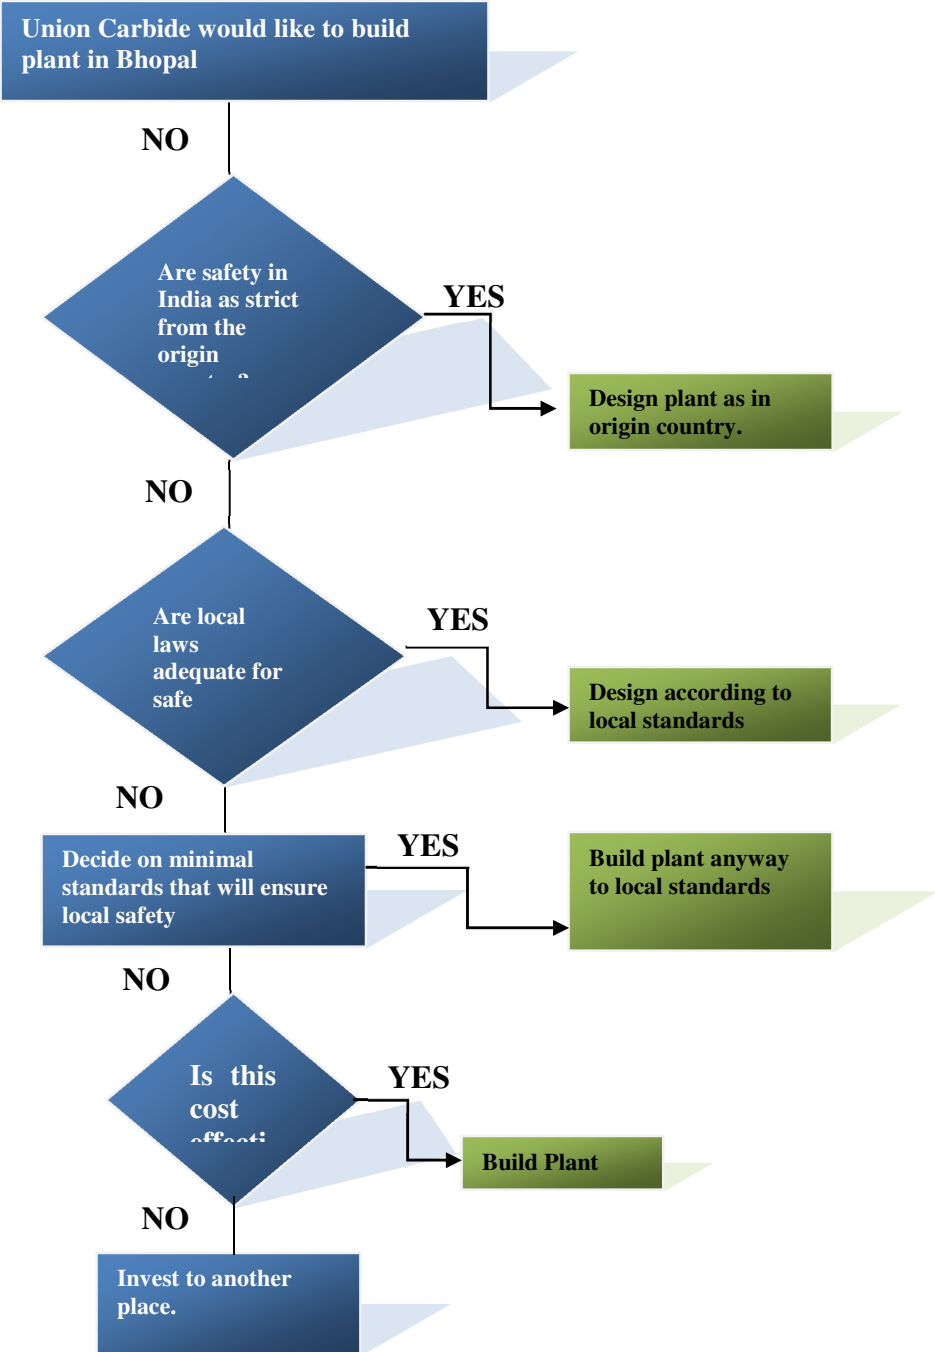 Union Carbide would like to build
plant in Bhopal
NO
Are safety in
India as strict
from the
origin
YES
Design plant as in
origin country.
NO
Are local
laws
adequate for
safe
YES
Design according to
local standards
NO
Decide on minimal
standards that will ensure
local safety
YES
Build plant anyway
to local standards
NO
Is this
cost
YES
Build Plant
NO
Invest to another
place.